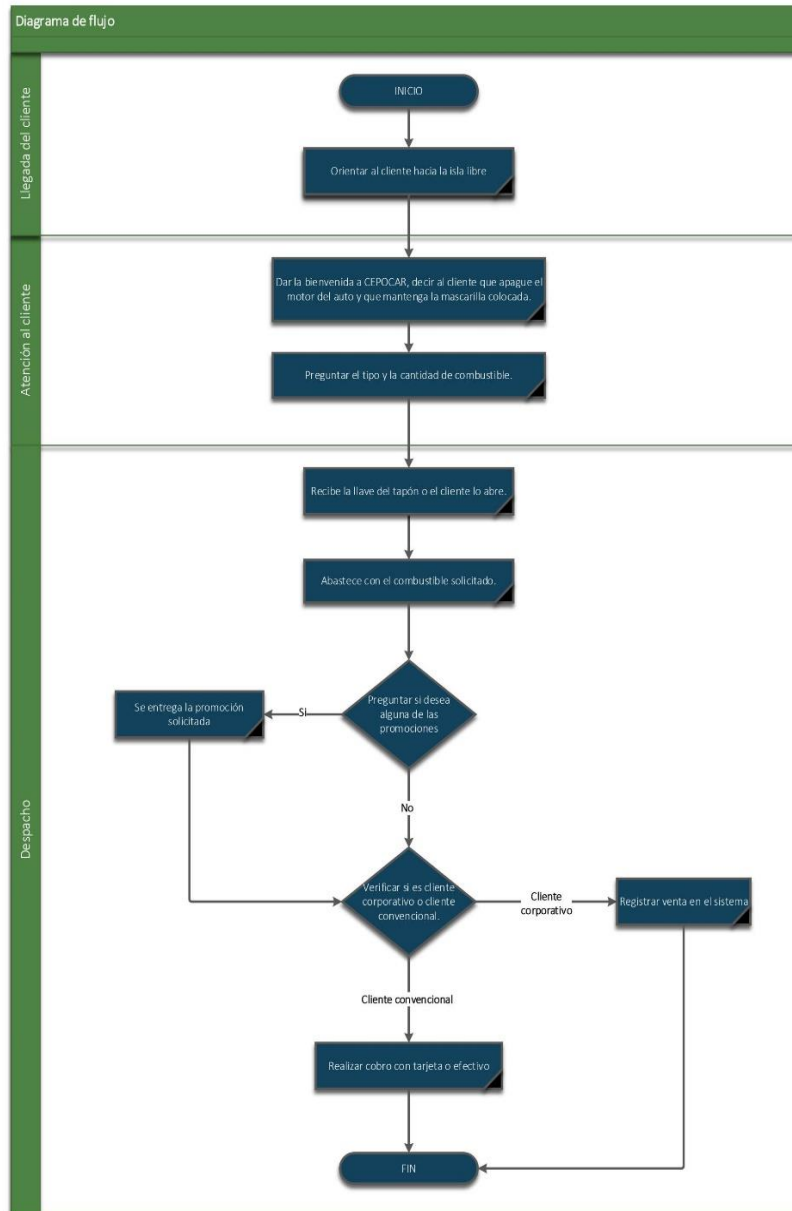 Diagrama de flujo
Llegada del cliente
INICIO
Orientar al cliente hacia la isla libre
Atención al cliente
Dar la bienvenida a CEPOCAR, decir al cliente que apague el
motor del auto y que mantenga la mascarilla colocada.
Preguntar el tipo y la cantidad de combustible.
Despacho
Recibe la llave del tapón o el cliente lo abre.
Abastece con el combustible solicitado.
Preguntar si desea
alguna de las
promociones
Si
Se entrega la promoción
solicitada
No
Verificar si es cliente
corporativo o cliente
convencional.
Cliente
corporativo
Registrar venta en el sistema
Cliente convencional
Realizar cobro con tarjeta o efectivo
FIN